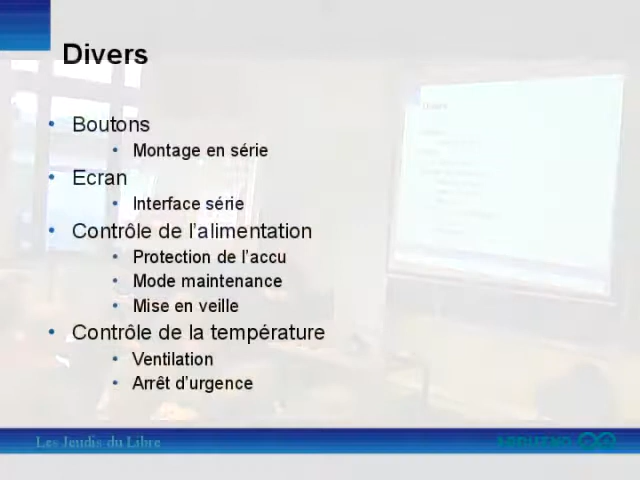 Divers
• Boutons
• Montage en série
• Ecran
• Interface série
• Contrôle de l'alimentation
• Protection de l'accu
• Mode maintenance
• Mise en veille
• Contrôle de la température
• Ventilation
• Arrêt d'urgence
Les Jeudis du Libre
ARDUINO